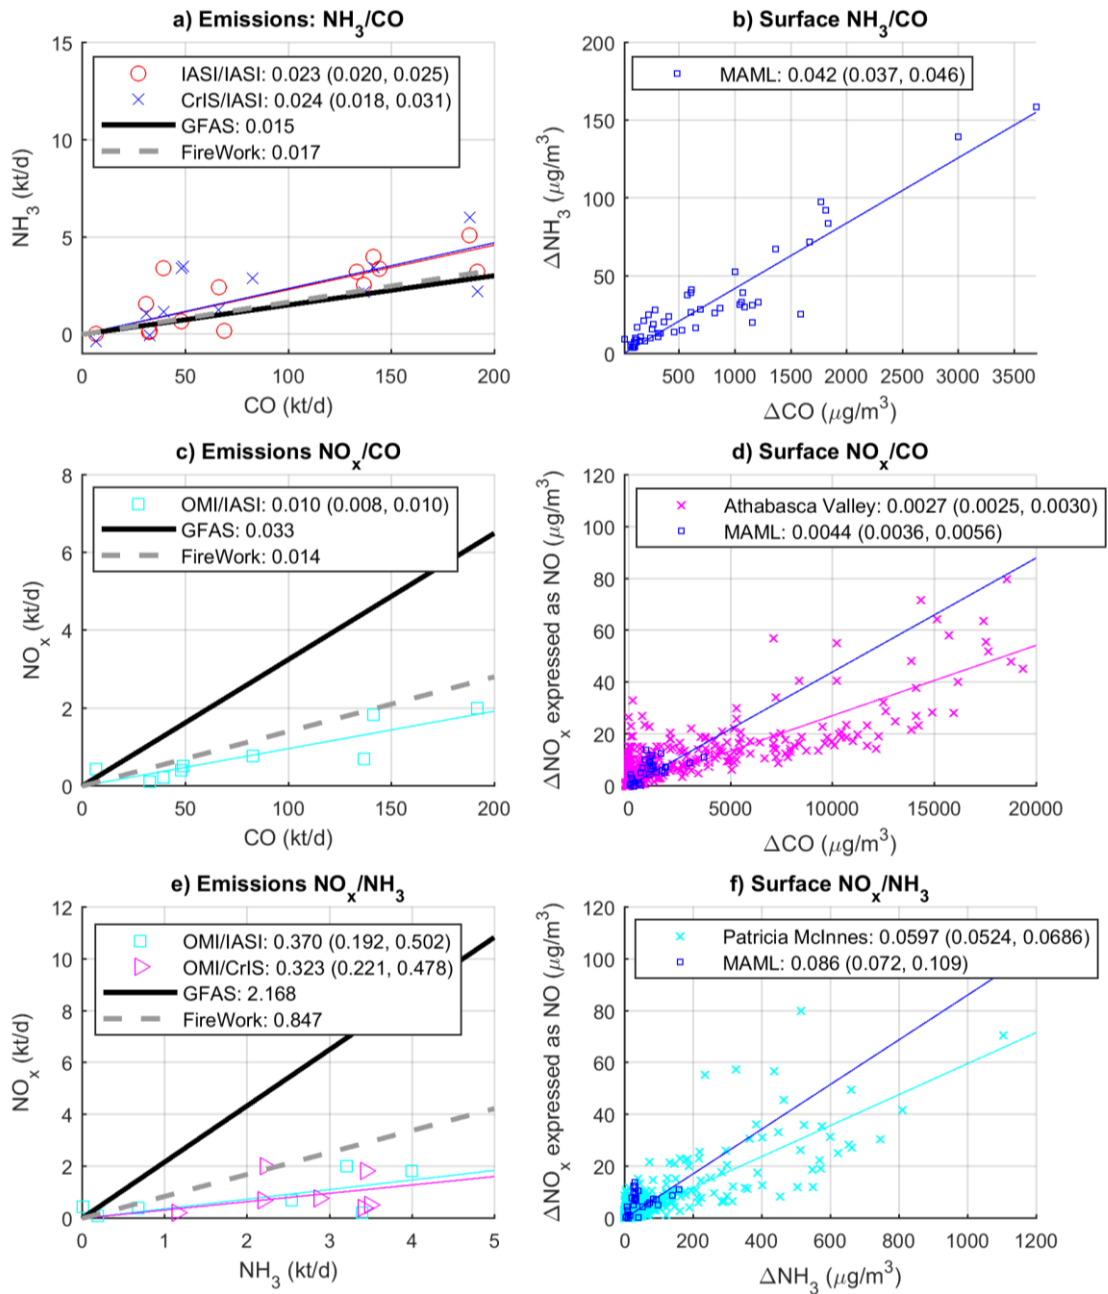 a) Emissions: NH3/CO
15
10
5
0
NH3 (kt/d)
IASI/IASI: 0.023 (0.020, 0.025)
CrIS/IASI: 0.024 (0.018, 0.031)
GFAS: 0.015
FireWork: 0.017
0 50 100 150 200
CO (kt/d)
b) Surface NH3/CO
200
150
100
50
0
ΔNH3 (μg/m3)
MAML: 0.042 (0.037, 0.046)
500 1000 1500 2000 2500 3000 3500
ΔCO (μg/m3)
c) Emissions NOx/CO
8
6
4
2
0
NOx (kt/d)
OMI/IASI: 0.010 (0.008, 0.010)
GFAS: 0.033
FireWork: 0.014
0 50 100 150 200
CO (kt/d)
d) Surface NOx/CO
120
100
80
60
40
20
0
ΔNOx expressed as NO (μg/m3)
Athabasca Valley: 0.0027 (0.0025, 0.0030)
MAML: 0.0044 (0.0036, 0.0056)
0 5000 10000 15000 20000
ΔCO (μg/m3)
e) Emissions NOx/NH3
12
10
8
6
4
2
0
NOx (kt/d)
OMI/IASI: 0.370 (0.192, 0.502)
OMI/CrIS: 0.323 (0.221, 0.478)
GFAS: 2.168
FireWork: 0.847
0 1 2 3 4 5
NH3 (kt/d)
f) Surface NOx/NH3
120
100
80
60
40
20
0
ΔNOx expressed as NO (μg/m3)
Patricia McInnes: 0.0597 (0.0524, 0.0686)
MAML: 0.086 (0.072, 0.109)
0 200 400 600 800 1000 1200
ΔNH3 (μg/m3)